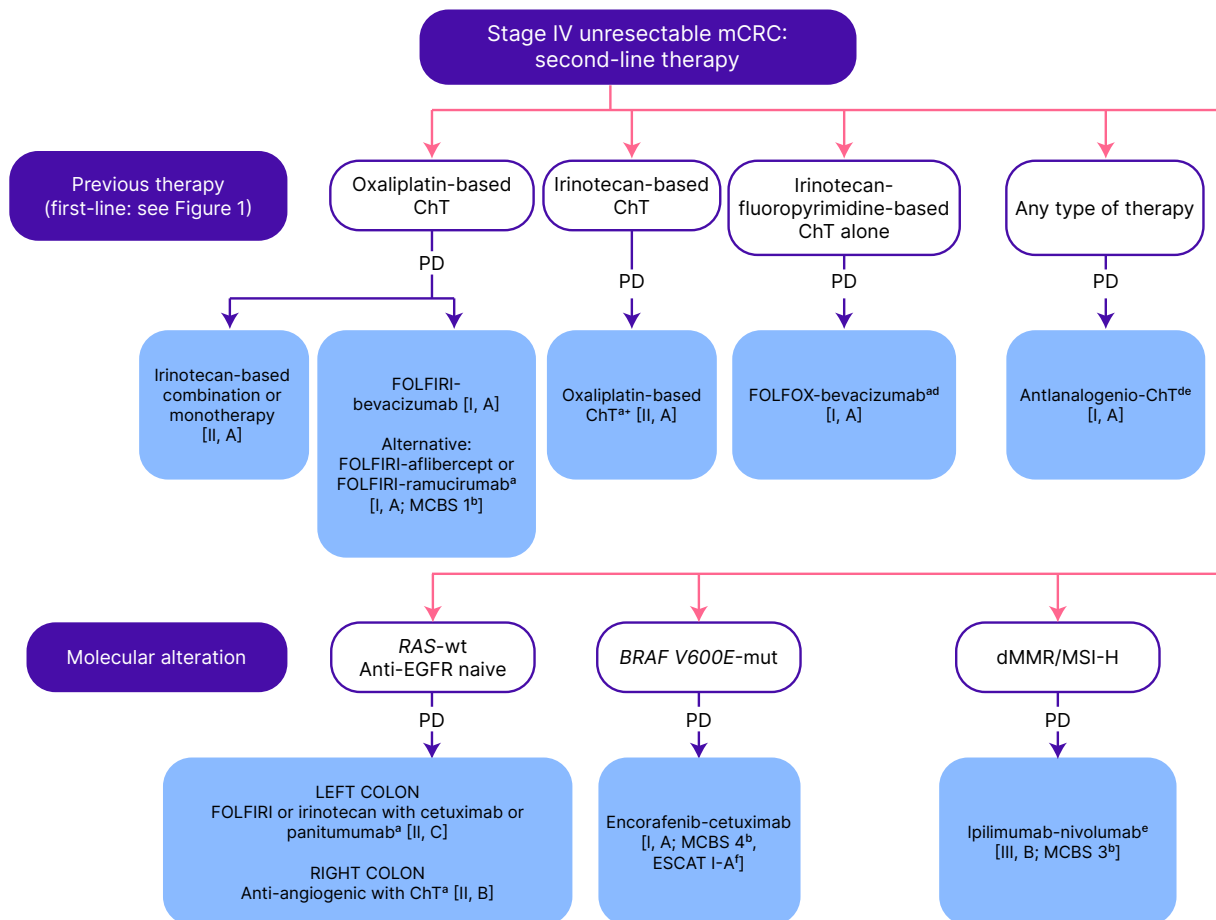 Stage IV unresectable mCRC:
second-line therapy
Previous therapy
(first-line: see Figure 1)
Oxaliplatin-based
ChT
Irinotecan-based
ChT
Irinotecan-
fluoropyrimidine-based
ChT alone
Any type of therapy
PD
PD
PD
PD
Irinotecan-based
combination or
monotherapy
[II, A]
FOLFIRI-
bevacizumab [I, A]
Alternative:
FOLFIRI-aflibercept or
FOLFIRI-ramucirumabᵃ
[I, A; MCBS 1ᵇ]
Oxaliplatin-based
ChTᵃ⁺ [II, A]
FOLFOX-bevacizumabᵃᵈ
[I, A]
Antlanalogenio-ChTᵈᵉ
[I, A]
Molecular alteration
RAS-wt
Anti-EGFR naive
BRAF V600E-mut
dMMR/MSI-H
PD
PD
PD
LEFT COLON
FOLFIRI or irinotecan with cetuximab or
panitumumabᵃ [II, C]
RIGHT COLON
Anti-angiogenic with ChTᵃ [II, B]
Encorafenib-cetuximab
[I, A; MCBS 4ᵇ,
ESCAT I-Aᶠ]
Ipilimumab-nivolumabᵉ
[III, B; MCBS 3ᵇ]